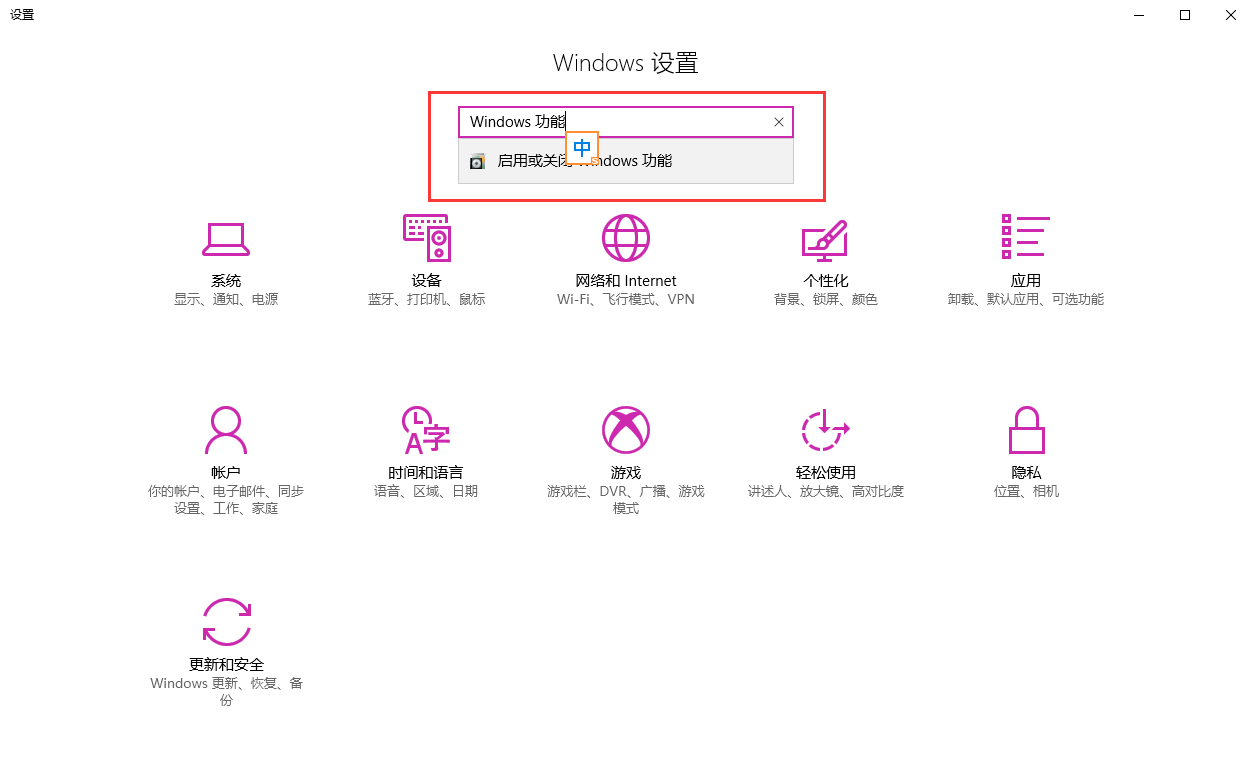 设置
Windows 设置
Windows 功能
中
启用或关闭 Windows 功能
系统
显示、通知、电源
设备
蓝牙、打印机、鼠标
网络和 Internet
Wi-Fi、飞行模式、VPN
个性化
背景、锁屏、颜色
应用
卸载、默认应用、可选功能
帐户
你的帐户、电子邮件、同步
设置、工作、家庭
时间和语言
语音、区域、日期
游戏
游戏栏、DVR、广播、游戏
模式
轻松使用
讲述人、放大镜、高对比度
隐私
位置、相机
更新和安全
Windows 更新、恢复、备
份